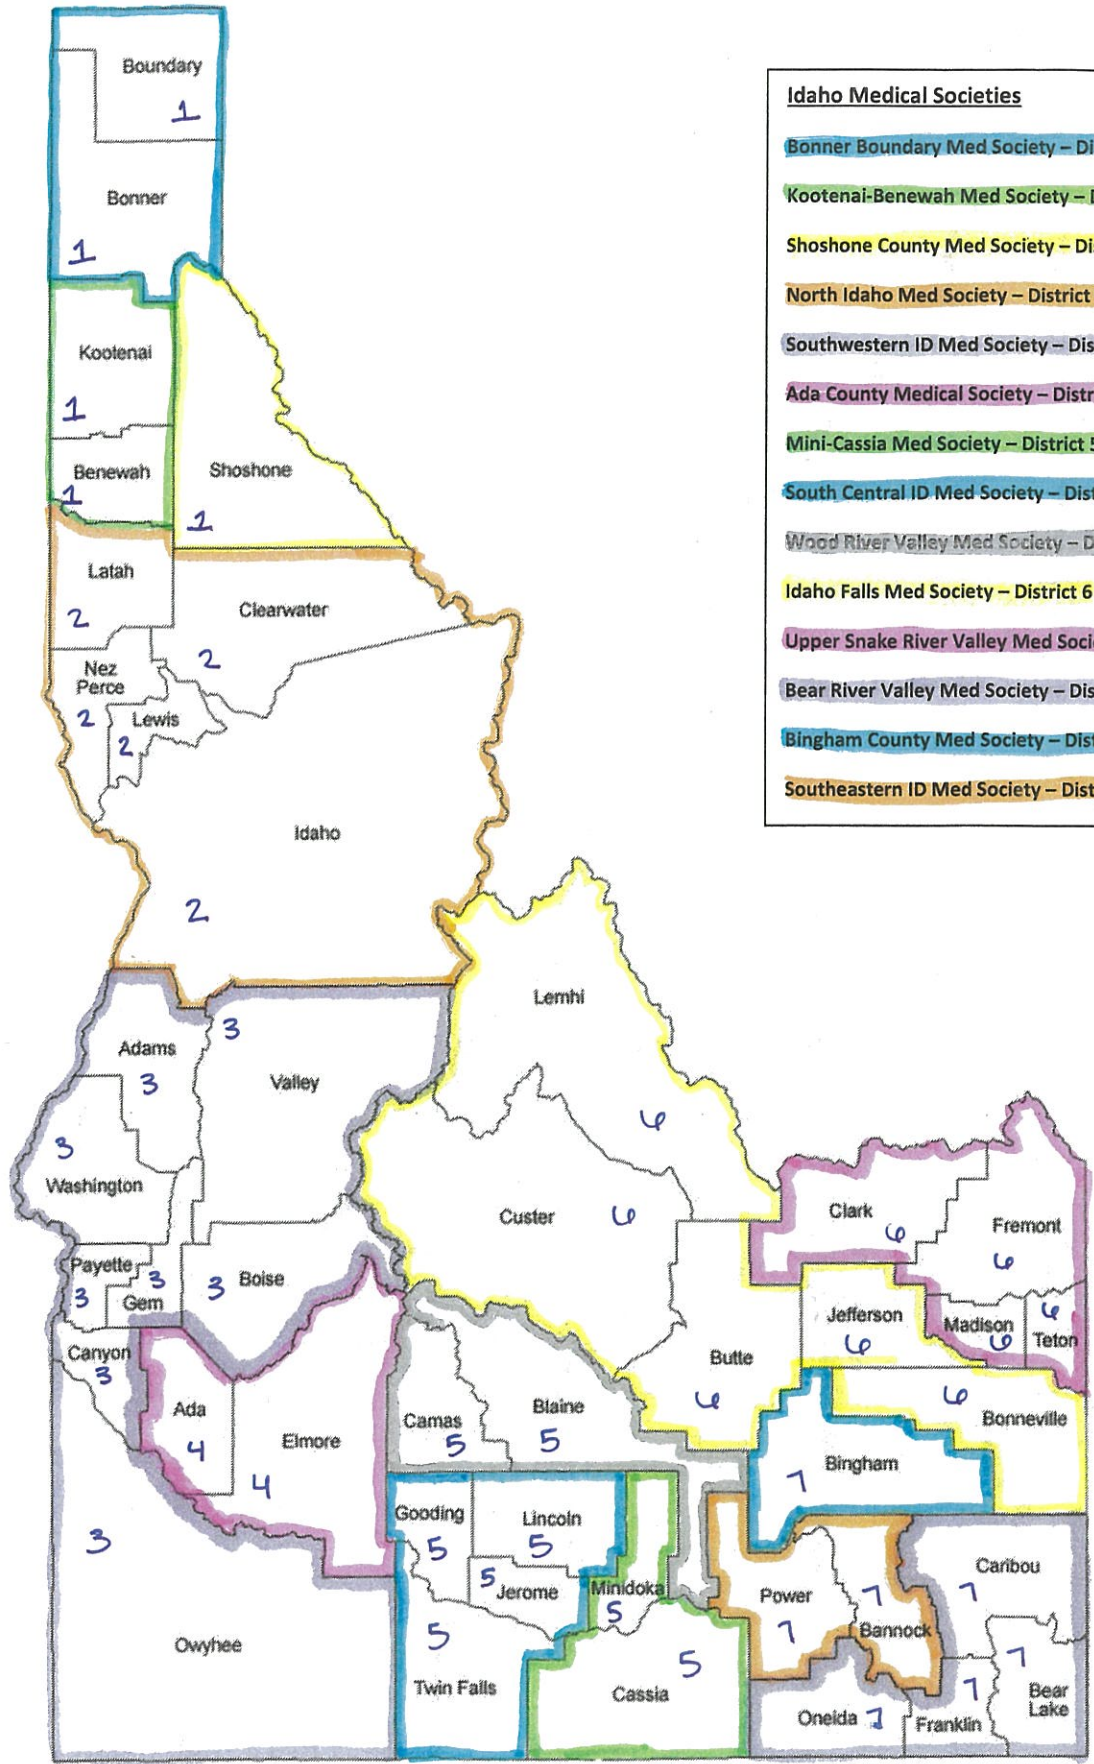 Idaho Medical Societies
Bonner Boundary Med Society – Di
Kootenai-Benewah Med Society – D
Shoshone County Med Society – Dis
North Idaho Med Society – District
Southwestern ID Med Society – Dis
Ada County Medical Society – Distr
Mini-Cassia Med Society – District 5
South Central ID Med Society – Dist
Wood River Valley Med Society – D
Idaho Falls Med Society – District 6
Upper Snake River Valley Med Socie
Bear River Valley Med Society – Dis
Bingham County Med Society – Dist
Southeastern ID Med Society – Dist
Boundary
1
Bonner
1
Kootenai
1
Benewah
1
Shoshone
1
Latah
2
Clearwater
2
Nez
Perce
2
Lewis
2
Idaho
2
Adams
3
Valley
3
Washington
3
Payette
3
Gem
3
Boise
3
Canyon
3
Owyhee
3
Ada
4
Elmore
4
Lemhi
6
Custer
6
Butte
6
Clark
6
Fremont
6
Jefferson
6
Madison
6
Teton
6
Bonneville
6
Camas
5
Blaine
5
Gooding
5
Lincoln
5
Jerome
5
Minidoka
5
Twin Falls
5
Cassia
5
Bingham
7
Power
7
Bannock
7
Caribou
7
Oneida
7
Franklin
7
Bear
Lake
7